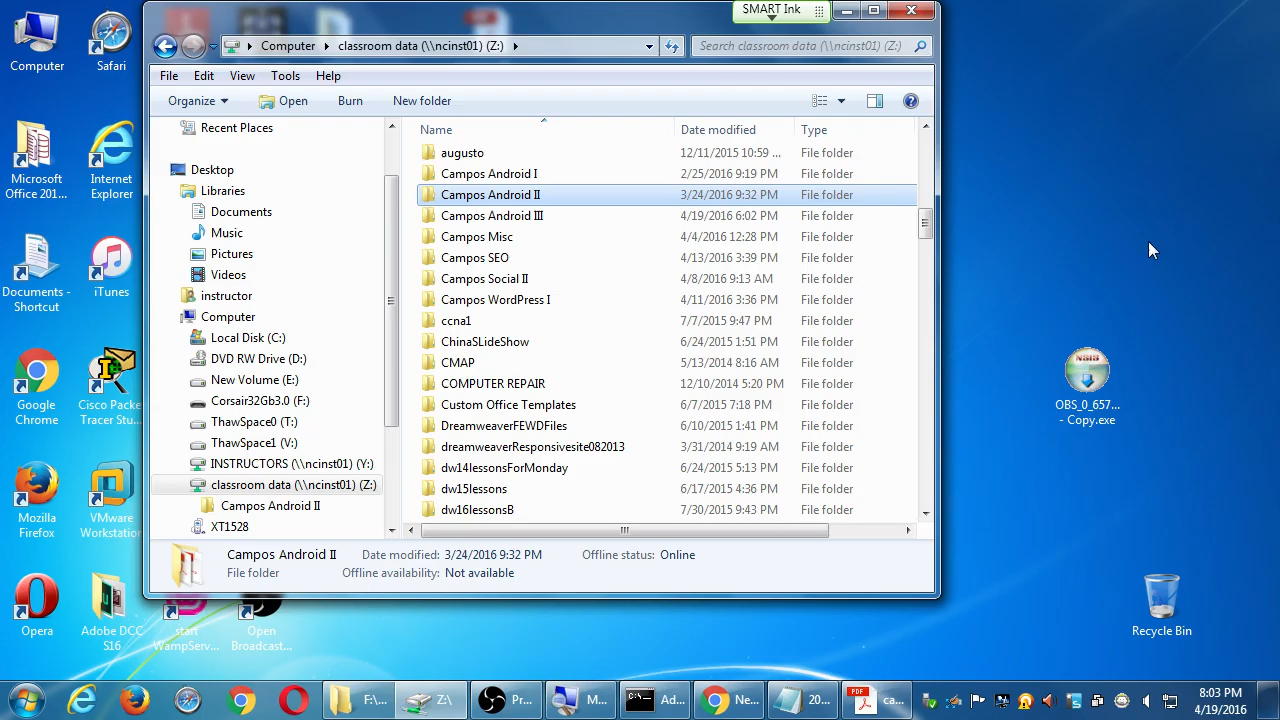 SMART Ink
Computer
classroom data (\\ncinst01) (Z:)
Search classroom data (\\ncinst01) (Z:)
File
Edit
View
Tools
Help
Organize
Open
Burn
New folder
Recent Places
Desktop
Libraries
Documents
Music
Pictures
Videos
instructor
Computer
Local Disk (C:)
DVD RW Drive (D:)
New Volume (E:)
Corsair32Gb3.0 (F:)
ThawSpace0 (T:)
ThawSpace1 (V:)
INSTRUCTORS (\\ncinst01) (Y:)
classroom data (\\ncinst01) (Z:)
Campos Android II
XT1528
Name
Date modified
Type
augusto
12/11/2015 10:59 ...
File folder
Campos Android I
2/25/2016 9:19 PM
File folder
Campos Android II
3/24/2016 9:32 PM
File folder
Campos Android III
4/19/2016 6:02 PM
File folder
Campos Misc
4/4/2016 12:28 PM
File folder
Campos SEO
4/13/2016 3:39 PM
File folder
Campos Social II
4/8/2016 9:13 AM
File folder
Campos WordPress I
4/11/2016 3:36 PM
File folder
ccna1
7/7/2015 9:47 PM
File folder
ChinaSLideShow
6/24/2015 1:51 PM
File folder
CMAP
5/13/2014 8:16 AM
File folder
COMPUTER REPAIR
12/10/2014 5:20 PM
File folder
Custom Office Templates
6/7/2015 7:18 PM
File folder
DreamweaverFEWDFiles
6/10/2015 1:41 PM
File folder
dreamweaverResponsivesite082013
3/31/2014 9:19 AM
File folder
dw14lessonsForMonday
6/24/2015 5:13 PM
File folder
dw15lessons
6/17/2015 4:36 PM
File folder
dw16lessonsB
7/30/2015 9:43 PM
File folder
Campos Android II
Date modified: 3/24/2016 9:32 PM
Offline status: Online
File folder
Offline availability: Not available
Computer
Safari
Microsoft
Office 201...
Internet
Explorer
Documents -
Shortcut
iTunes
Google
Chrome
Cisco Packe
Tracer Stu...
Mozilla
Firefox
VMware
Workstation
Opera
Adobe DCC
S16
start
WampServ...
Open
Broadcast...
NSIS
OBS_0_657...
- Copy.exe
Recycle Bin
F:\...
Z:\
Pr...
M...
Ad...
Ne...
20...
PDF
ca...
8:03 PM
4/19/2016